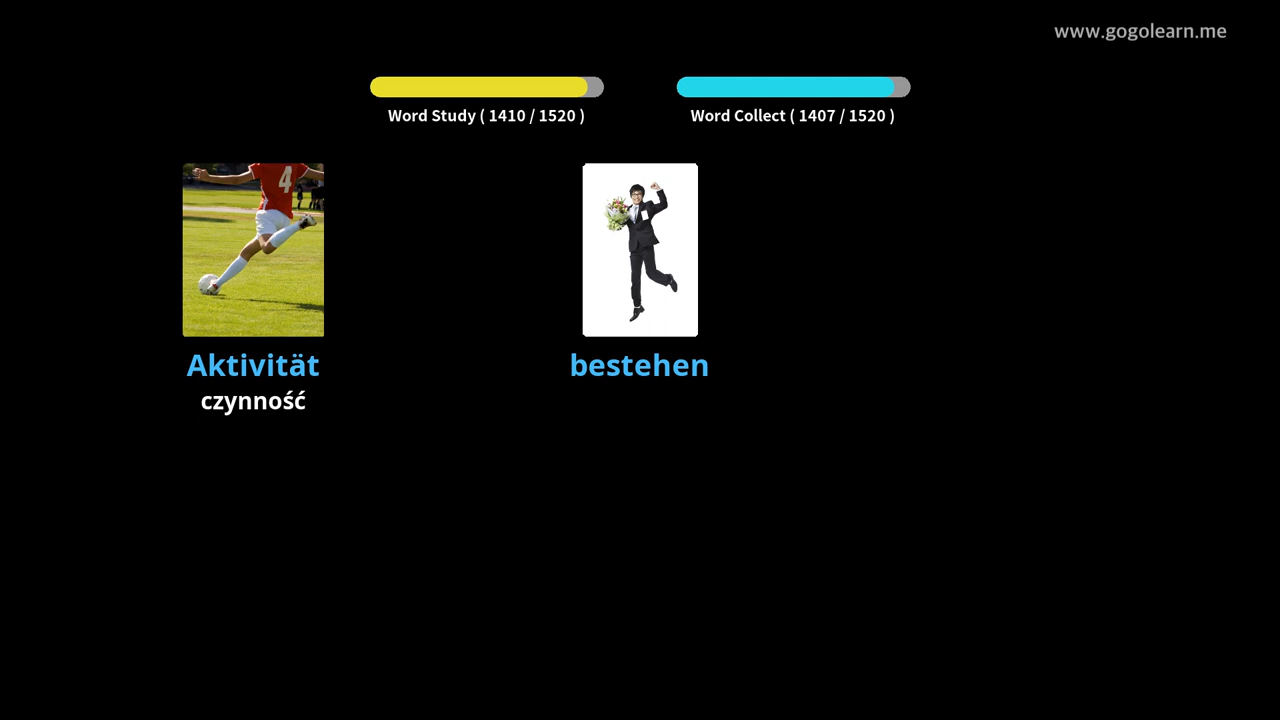 www.gogolearn.me
Word Study ( 1410 / 1520 )
Word Collect ( 1407 / 1520 )
4
Aktivität
bestehen
czynność